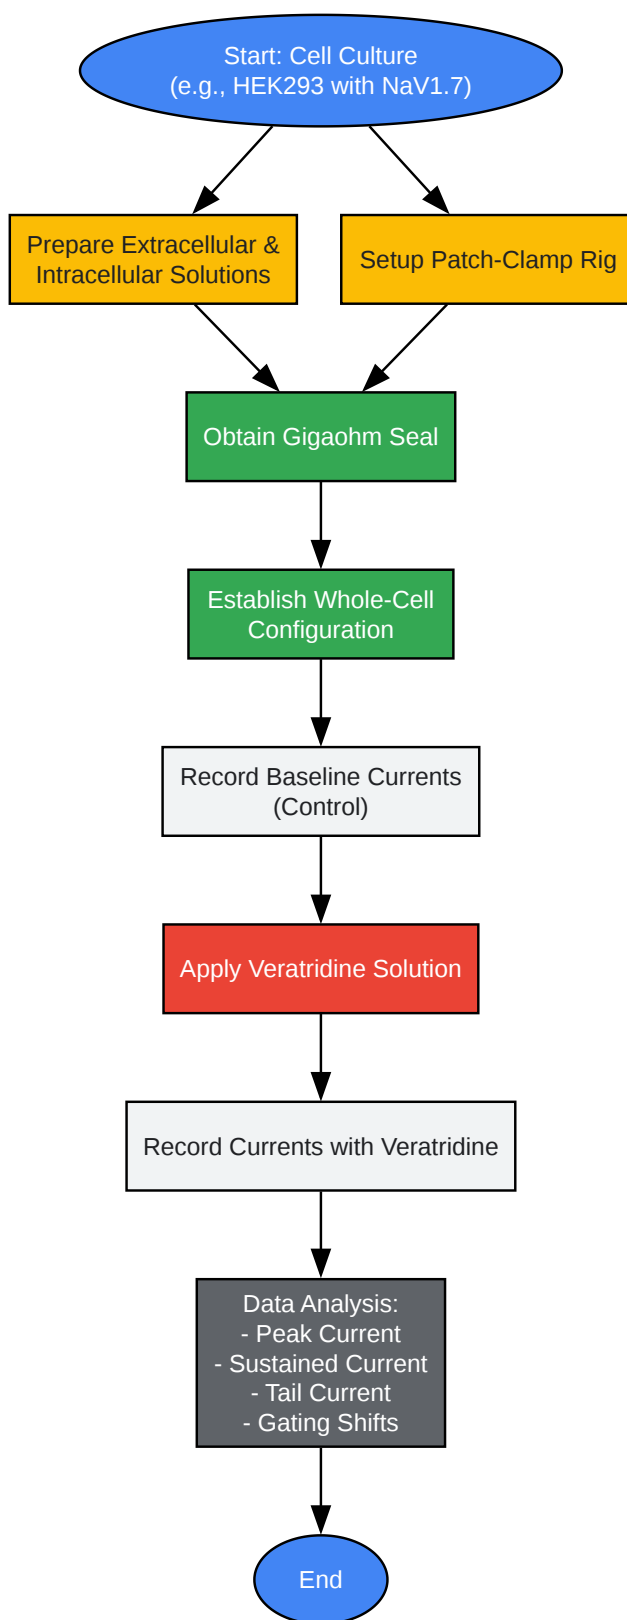 Start: Cell Culture
(e.g., HEK293 with NaV1.7)
Prepare Extracellular &
Intracellular Solutions
Setup Patch-Clamp Rig
Obtain Gigaohm Seal
Establish Whole-Cell
Configuration
Record Baseline Currents
(Control)
Apply Veratridine Solution
Record Currents with Veratridine
Data Analysis:
- Peak Current
- Sustained Current
- Tail Current
- Gating Shifts
End